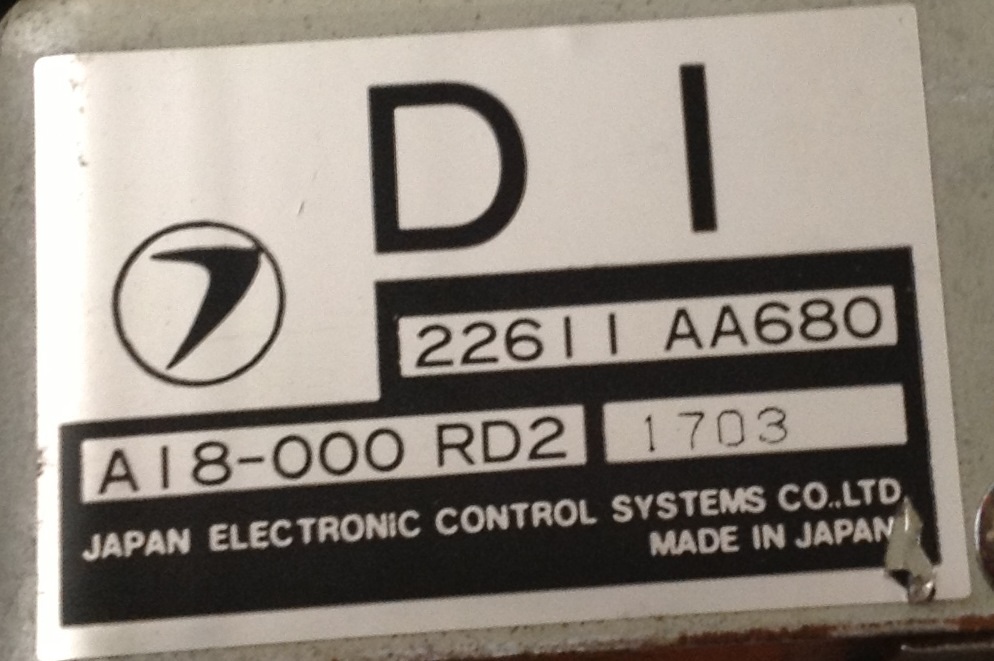 D I
22611 AA680
A18-000 RD2 1703
JAPAN ELECTRONIC CONTROL SYSTEMS CO.,LTD.
MADE IN JAPAN